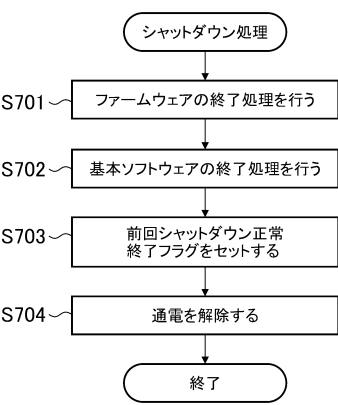 シャットダウン処理
S701
ファームウェアの終了処理を行う
S702
基本ソフトウェアの終了処理を行う
S703
前回シャットダウン正常
終了フラグをセットする
S704
通電を解除する
終了